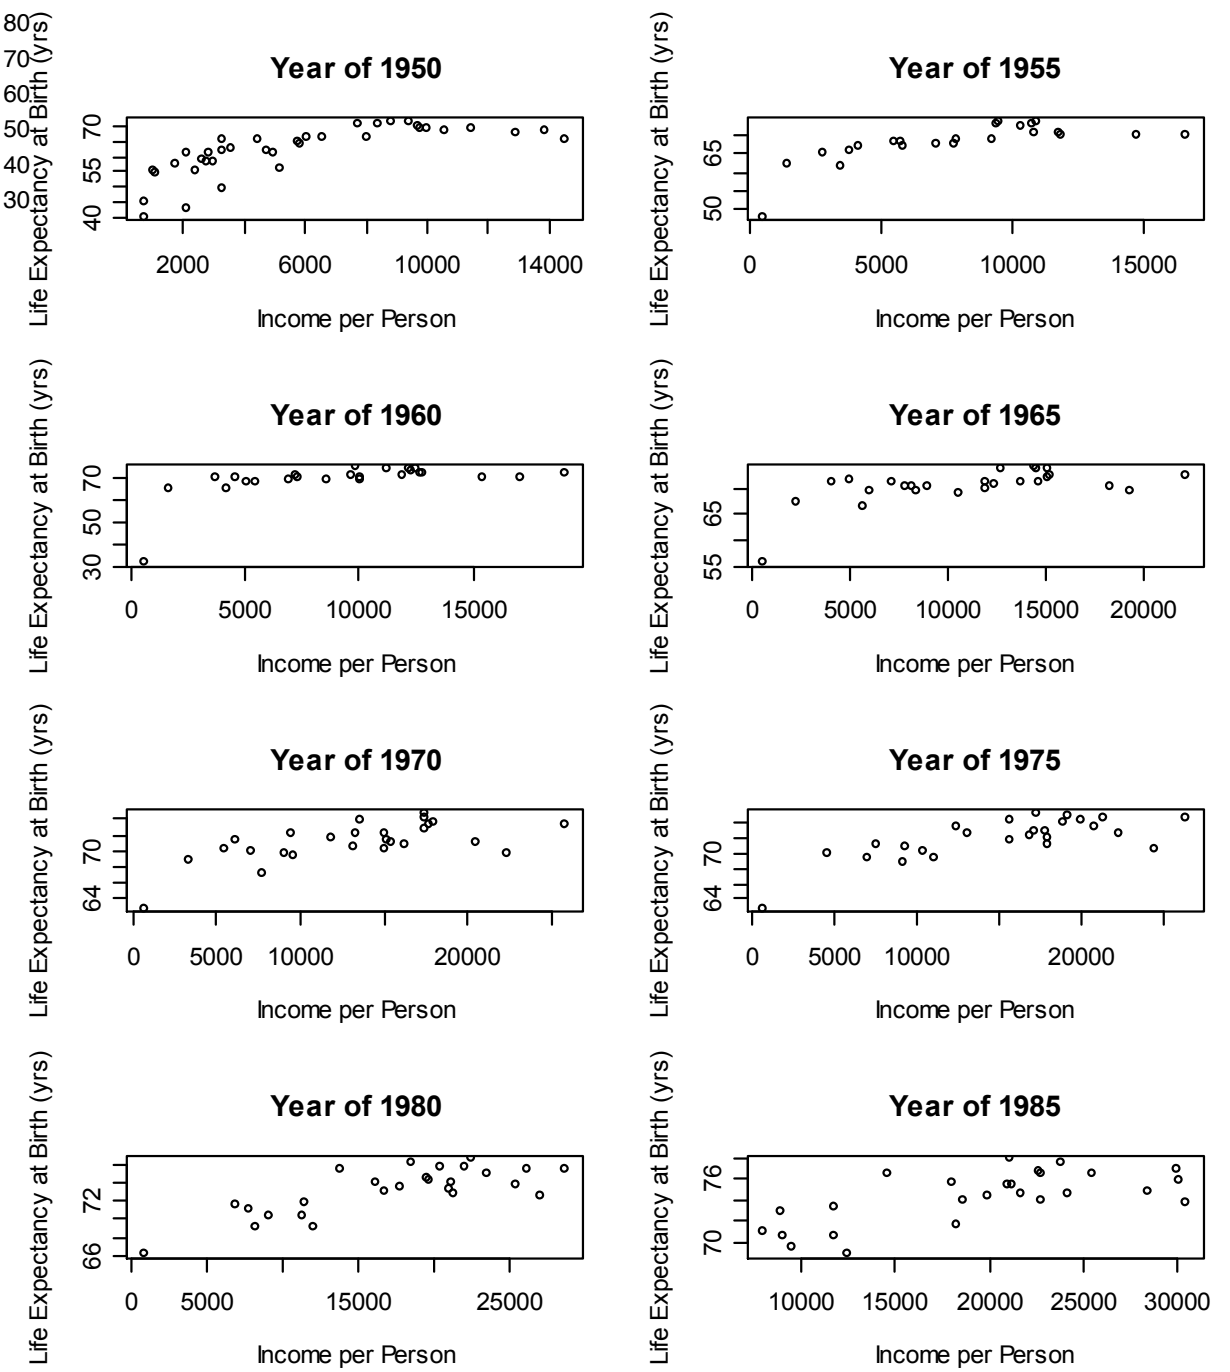 80
70
60
50
40
30
Year of 1950
Life Expectancy at Birth (yrs)
70
55
40
2000 6000 10000 14000
Income per Person
Year of 1955
Life Expectancy at Birth (yrs)
65
50
0 5000 10000 15000
Income per Person
Year of 1960
Life Expectancy at Birth (yrs)
70
50
30
0 5000 10000 15000
Income per Person
Year of 1965
Life Expectancy at Birth (yrs)
65
55
0 5000 10000 15000 20000
Income per Person
Year of 1970
Life Expectancy at Birth (yrs)
70
64
0 5000 10000 20000
Income per Person
Year of 1975
Life Expectancy at Birth (yrs)
70
64
0 5000 10000 20000
Income per Person
Year of 1980
Life Expectancy at Birth (yrs)
72
66
0 5000 15000 25000
Income per Person
Year of 1985
Life Expectancy at Birth (yrs)
76
70
10000 15000 20000 25000 30000
Income per Person